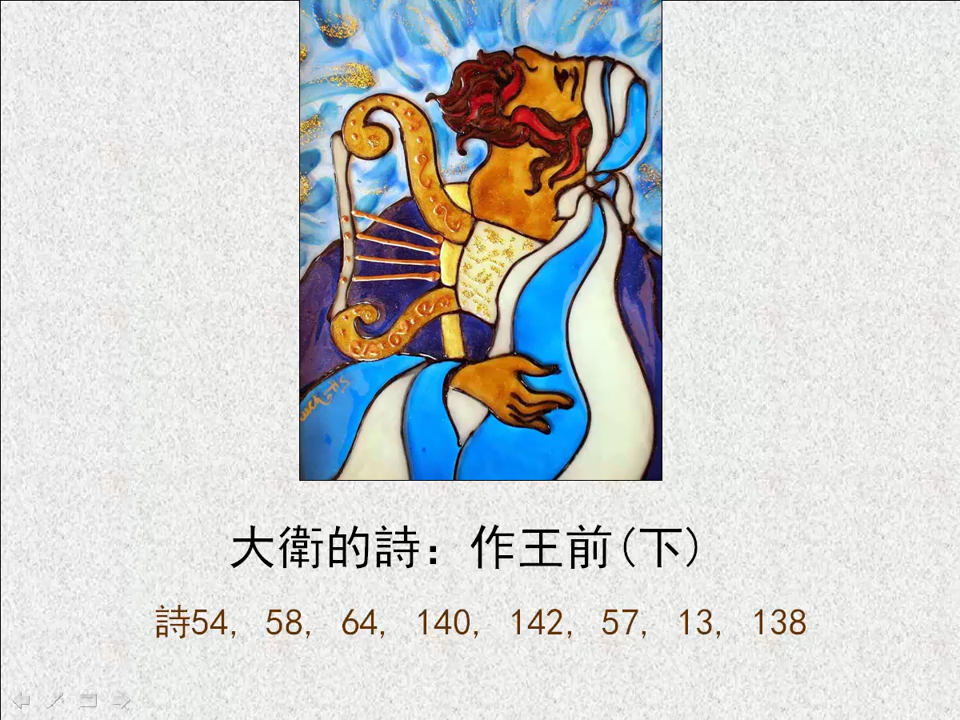 大衛的詩：作王前(下)
詩54, 58, 64, 140, 142, 57, 13, 138